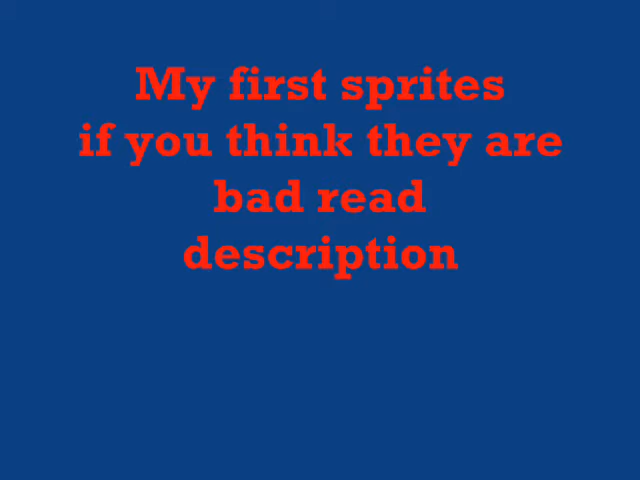 My first sprites
if you think they are
bad read
description